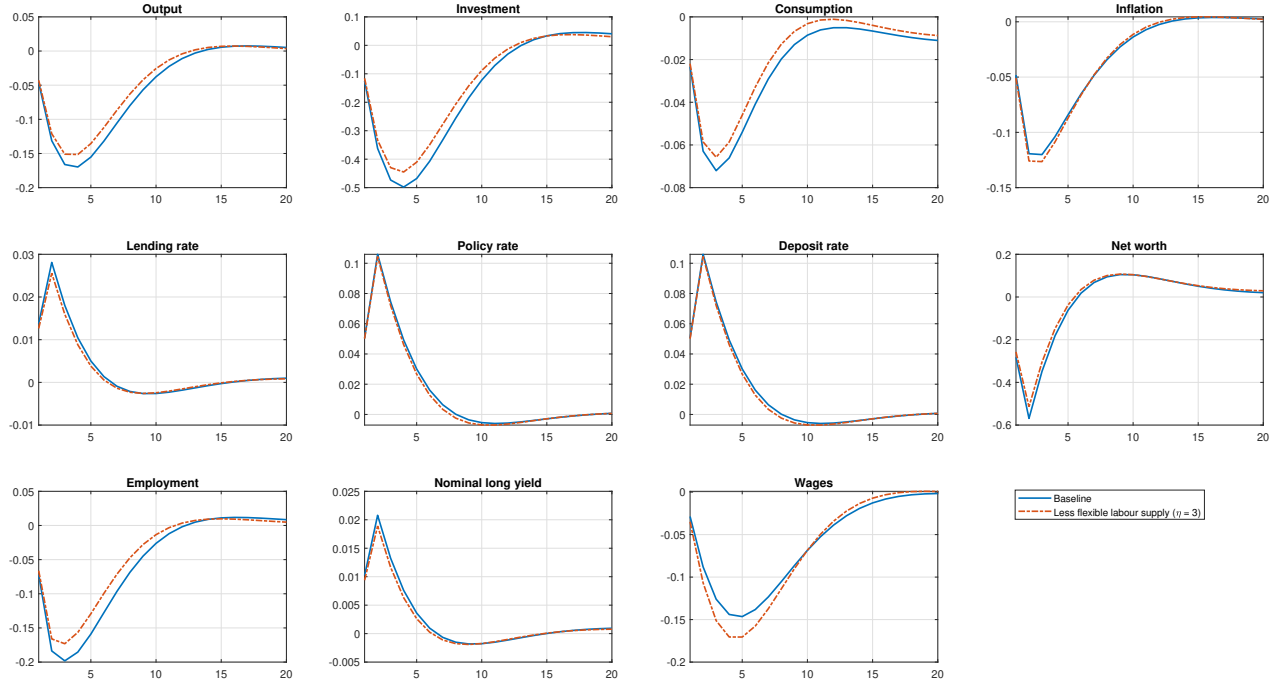 Output
0.05
0
-0.05
-0.1
-0.15
-0.2
5 10 15 20
Investment
0.1
0
-0.1
-0.2
-0.3
-0.4
-0.5
5 10 15 20
Consumption
0
-0.02
-0.04
-0.06
-0.08
5 10 15 20
Inflation
0
-0.05
-0.1
-0.15
5 10 15 20
Lending rate
0.03
0.02
0.01
0
-0.01
5 10 15 20
Policy rate
0.1
0.08
0.06
0.04
0.02
0
5 10 15 20
Deposit rate
0.1
0.08
0.06
0.04
0.02
0
5 10 15 20
Net worth
0.2
0
-0.2
-0.4
-0.6
5 10 15 20
Employment
0.05
0
-0.05
-0.1
-0.15
-0.2
5 10 15 20
Nominal long yield
0.025
0.02
0.015
0.01
0.005
0
-0.005
5 10 15 20
Wages
0
-0.05
-0.1
-0.15
-0.2
5 10 15 20
Baseline
Less flexible labour supply (η = 3)